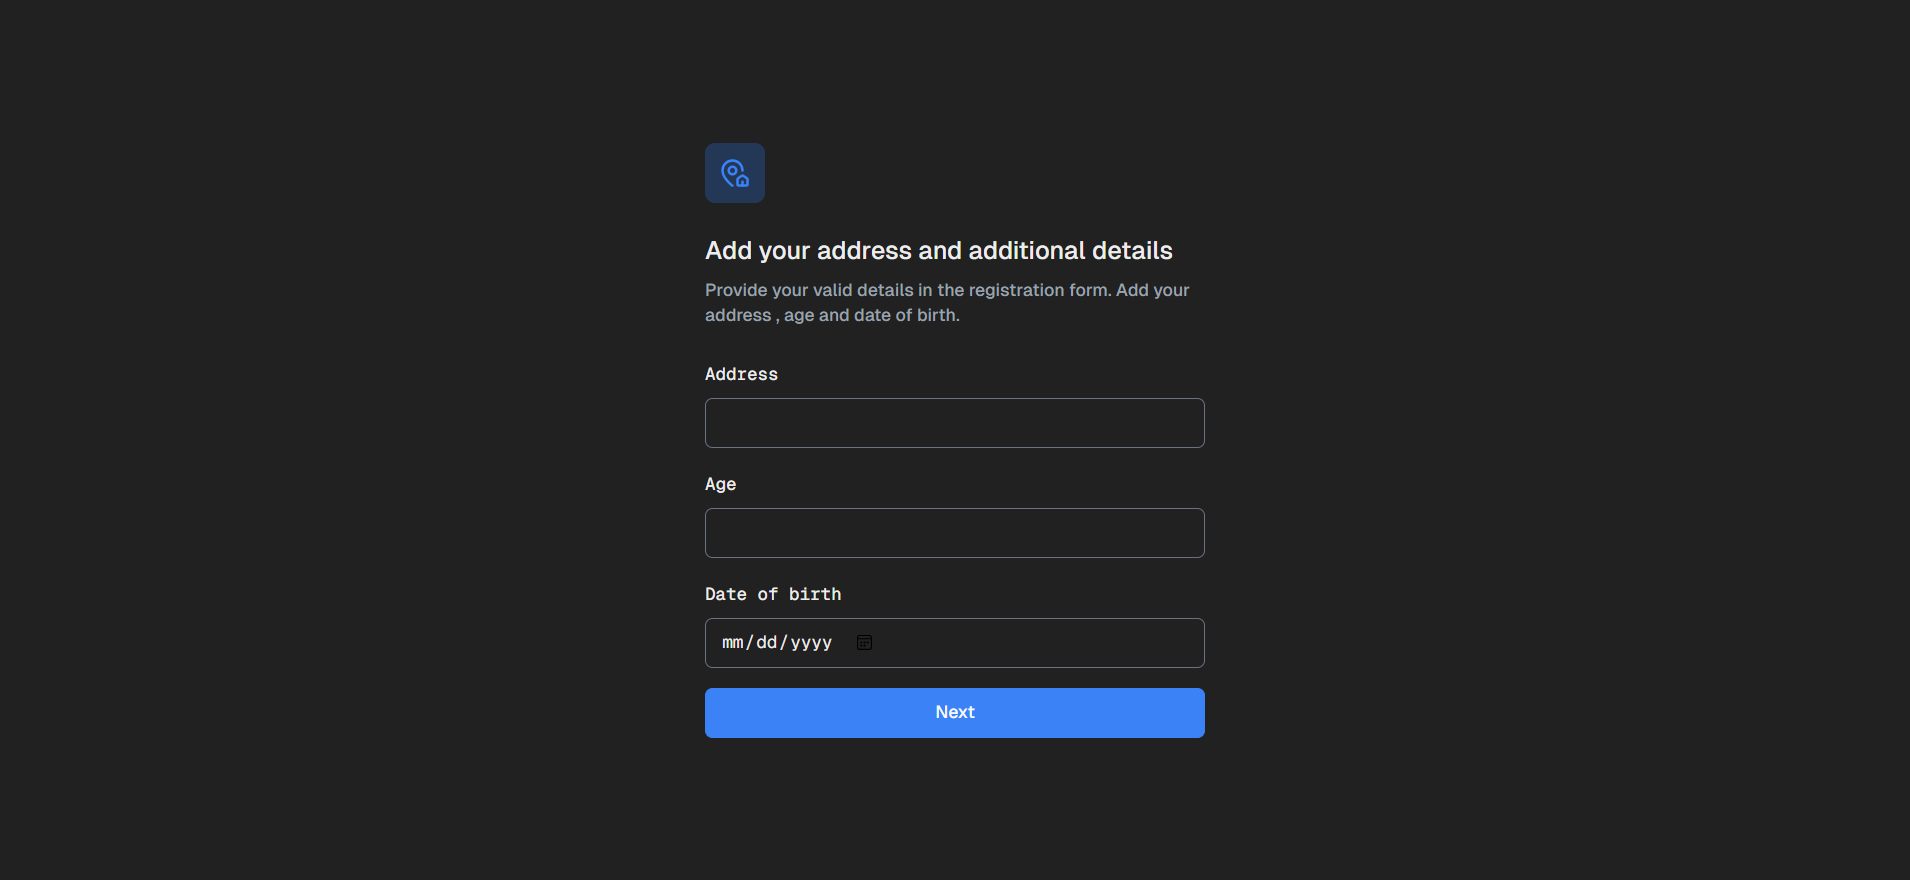 Add your address and additional details
Provide your valid details in the registration form. Add your
address , age and date of birth.
Address
Age
Date of birth
mm/dd/yyyy
Next